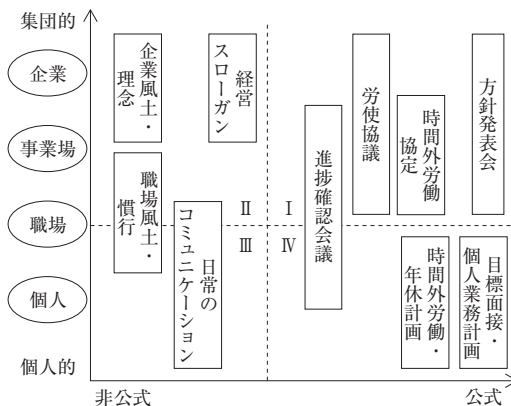 集団的
企業
事業場
職場
個人
個人的
企業風土・
理念
経営
スローガン
職場風土・
慣行
日常の
コミュニケーション
Ⅱ
Ⅰ
Ⅲ
Ⅳ
進捗確認会議
労使協議
時間外労働
協定
方針発表会
時間外労働・
年休計画
目標面接・
個人業務計画
非公式
公式